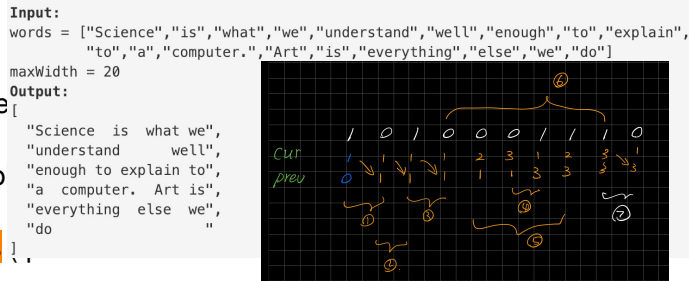 Input:
words = ["Science","is","what","we","understand","well","enough","to","explain",
"to","a","computer.","Art","is","everything","else","we","do"]
maxWidth = 20
Output:
[
"Science  is  what we",
"understand      well",
"enough to explain to",
"a  computer.  Art is",
"everything  else  we",
"do                  "
]
⑥
1 0 1 0 0 0 1 1 1 0
Cur 1 1 1 1 2 3 1 2 3 1
prev 0 1 1 1 1 1 3 3 3 3
① ③ ④ ⑦
② ⑤